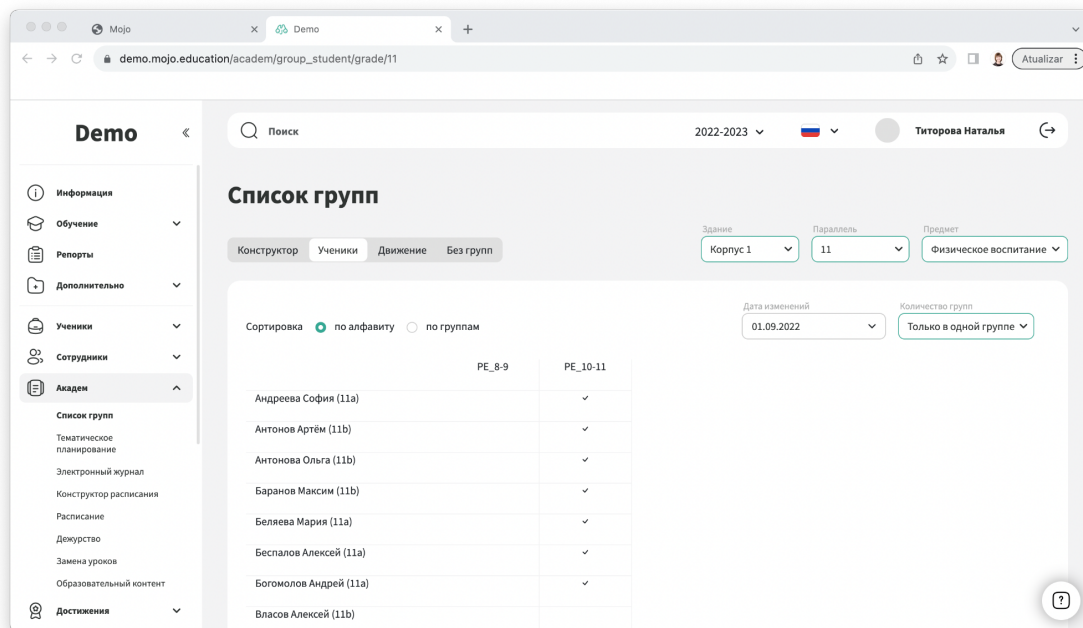 Mojo
Demo
demo.mojo.education/academ/group_student/grade/11
Atualizar
Demo
Поиск
2022-2023
Титорова Наталья
Информация
Обучение
Репорты
Дополнительно
Ученики
Сотрудники
Академ
Список групп
Тематическое
планирование
Электронный журнал
Конструктор расписания
Расписание
Дежурство
Замена уроков
Образовательный контент
Достижения
Список групп
Конструктор Ученики Движение Без групп
Здание Параллель Предмет
Корпус 1 11 Физическое воспитание
Дата изменений Количество групп
Сортировка по алфавиту по группам 01.09.2022 Только в одной группе
PE_8-9 PE_10-11
Андреева София (11a)
Антонов Артём (11b)
Антонова Ольга (11b)
Баранов Максим (11b)
Беляева Мария (11a)
Беспалов Алексей (11a)
Богомолов Андрей (11a)
Власов Алексей (11b)